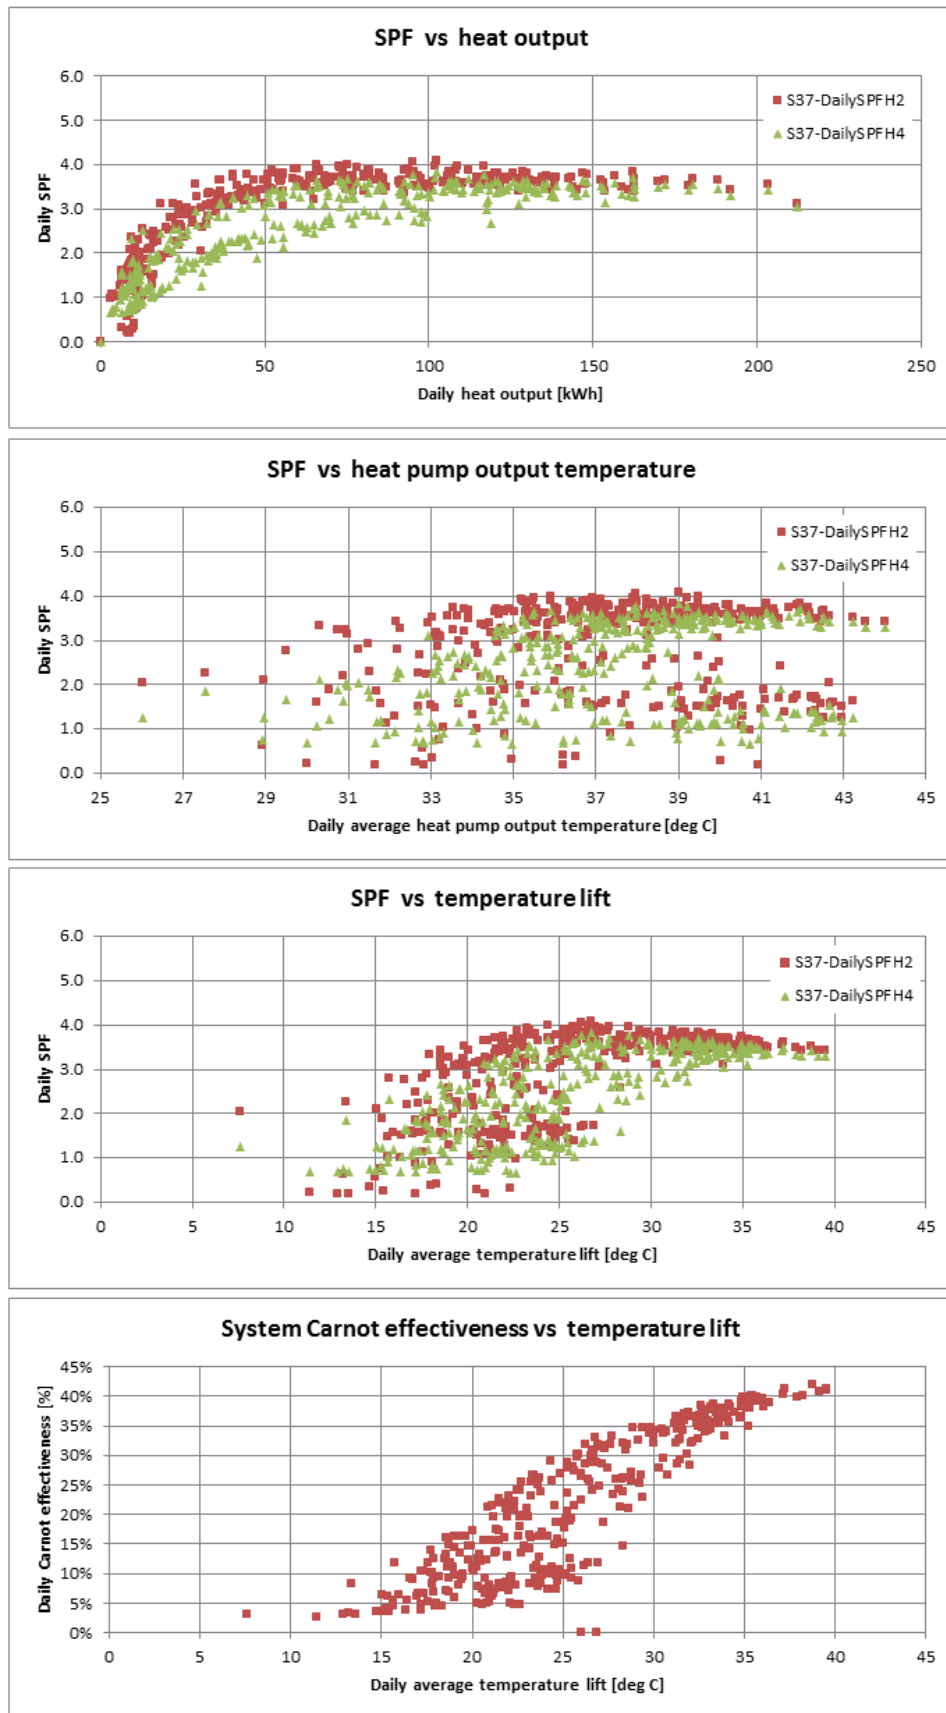 SPF vs heat output
6.0
5.0
4.0
3.0
2.0
1.0
0.0
Daily SPF
S37-DailySPFH2
S37-DailySPFH4
0 50 100 150 200 250
Daily heat output [kWh]
SPF vs heat pump output temperature
6.0
5.0
4.0
3.0
2.0
1.0
0.0
Daily SPF
S37-DailySPFH2
S37-DailySPFH4
25 27 29 31 33 35 37 39 41 43 45
Daily average heat pump output temperature [deg C]
SPF vs temperature lift
6.0
5.0
4.0
3.0
2.0
1.0
0.0
Daily SPF
S37-DailySPFH2
S37-DailySPFH4
0 5 10 15 20 25 30 35 40 45
Daily average temperature lift [deg C]
System Carnot effectiveness vs temperature lift
45%
40%
35%
30%
25%
20%
15%
10%
5%
0%
Daily Carnot effectiveness [%]
0 5 10 15 20 25 30 35 40 45
Daily average temperature lift [deg C]